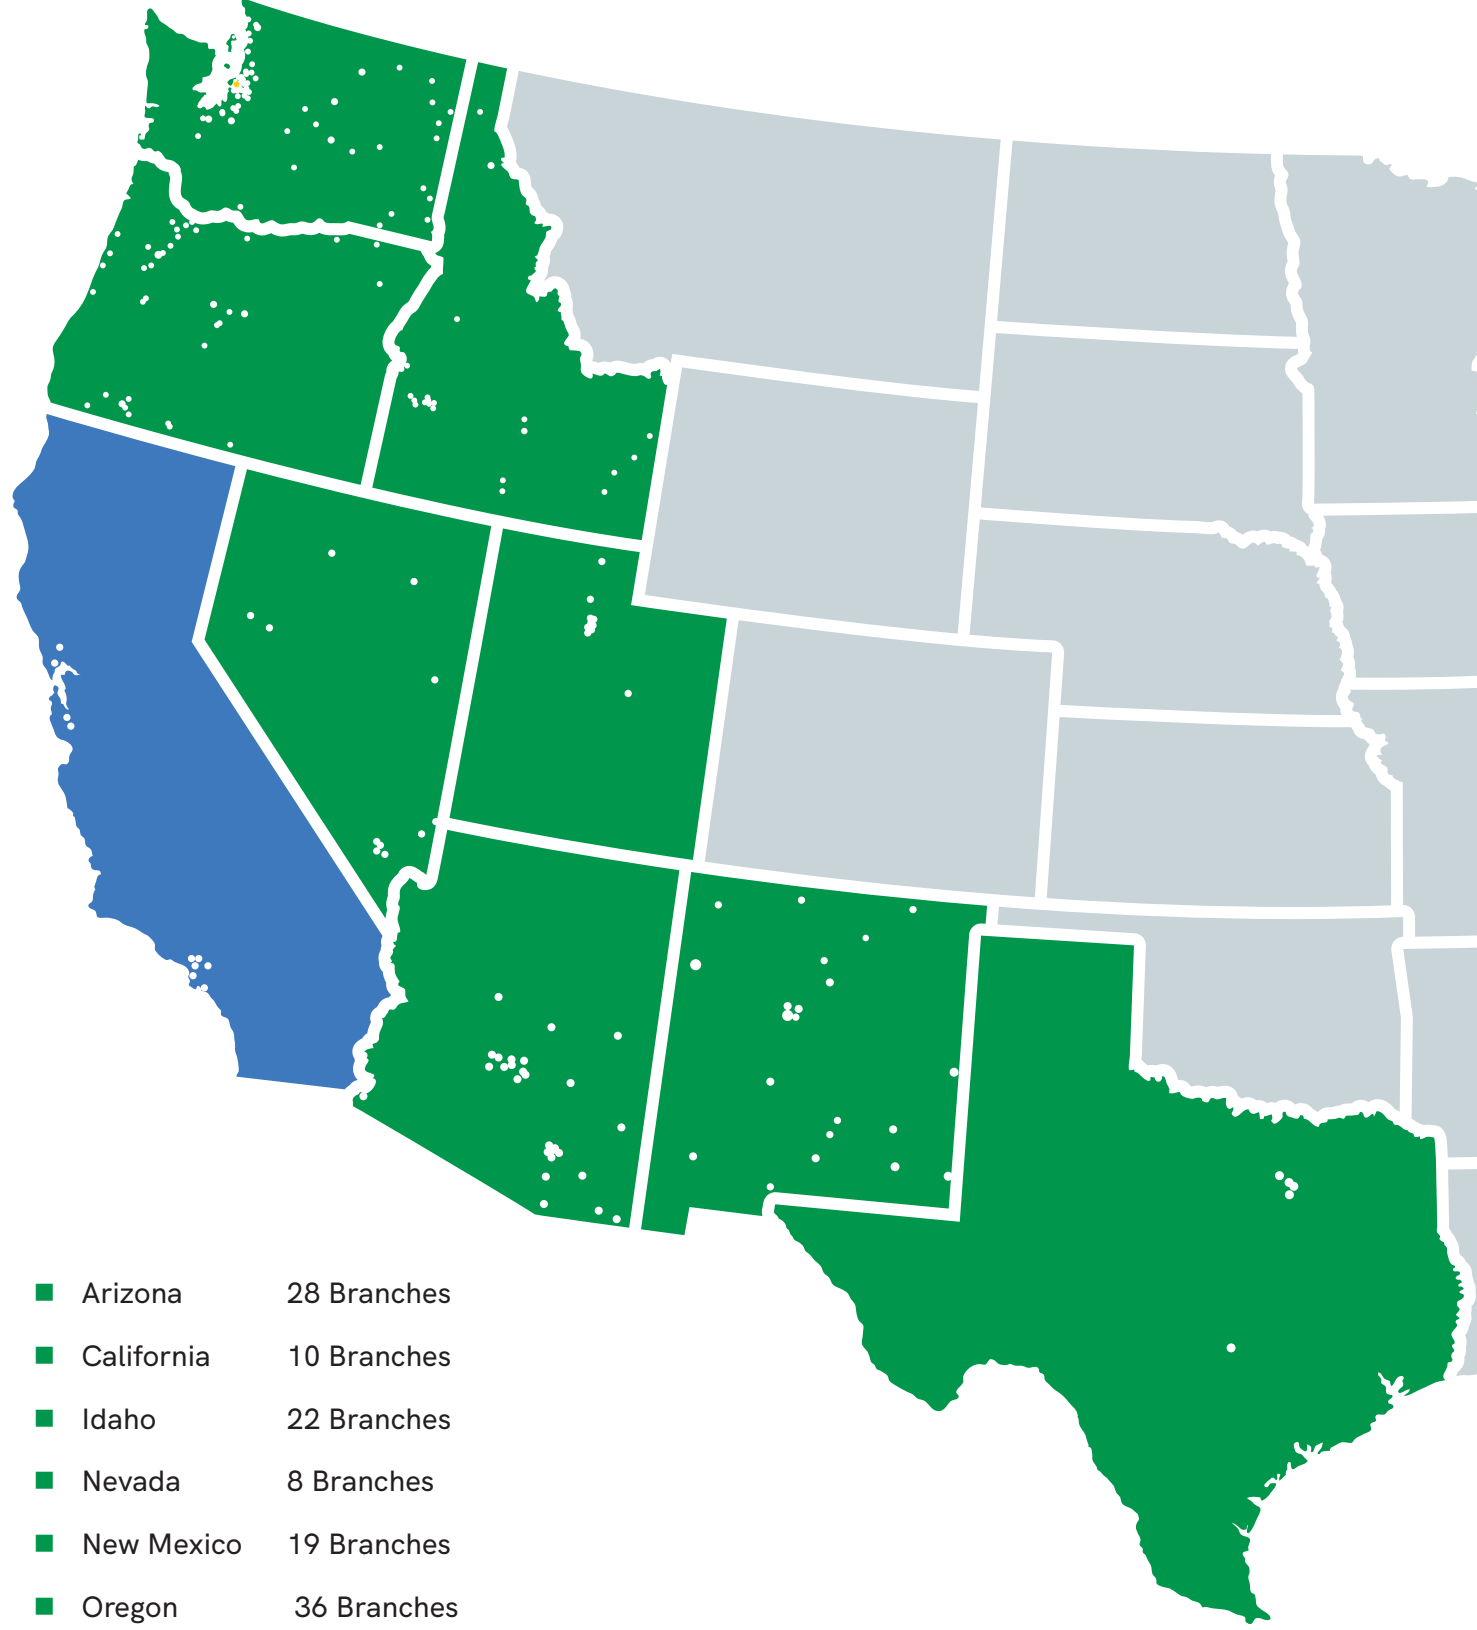 Arizona 28 Branches
California 10 Branches
Idaho 22 Branches
Nevada 8 Branches
New Mexico 19 Branches
Oregon 36 Branches